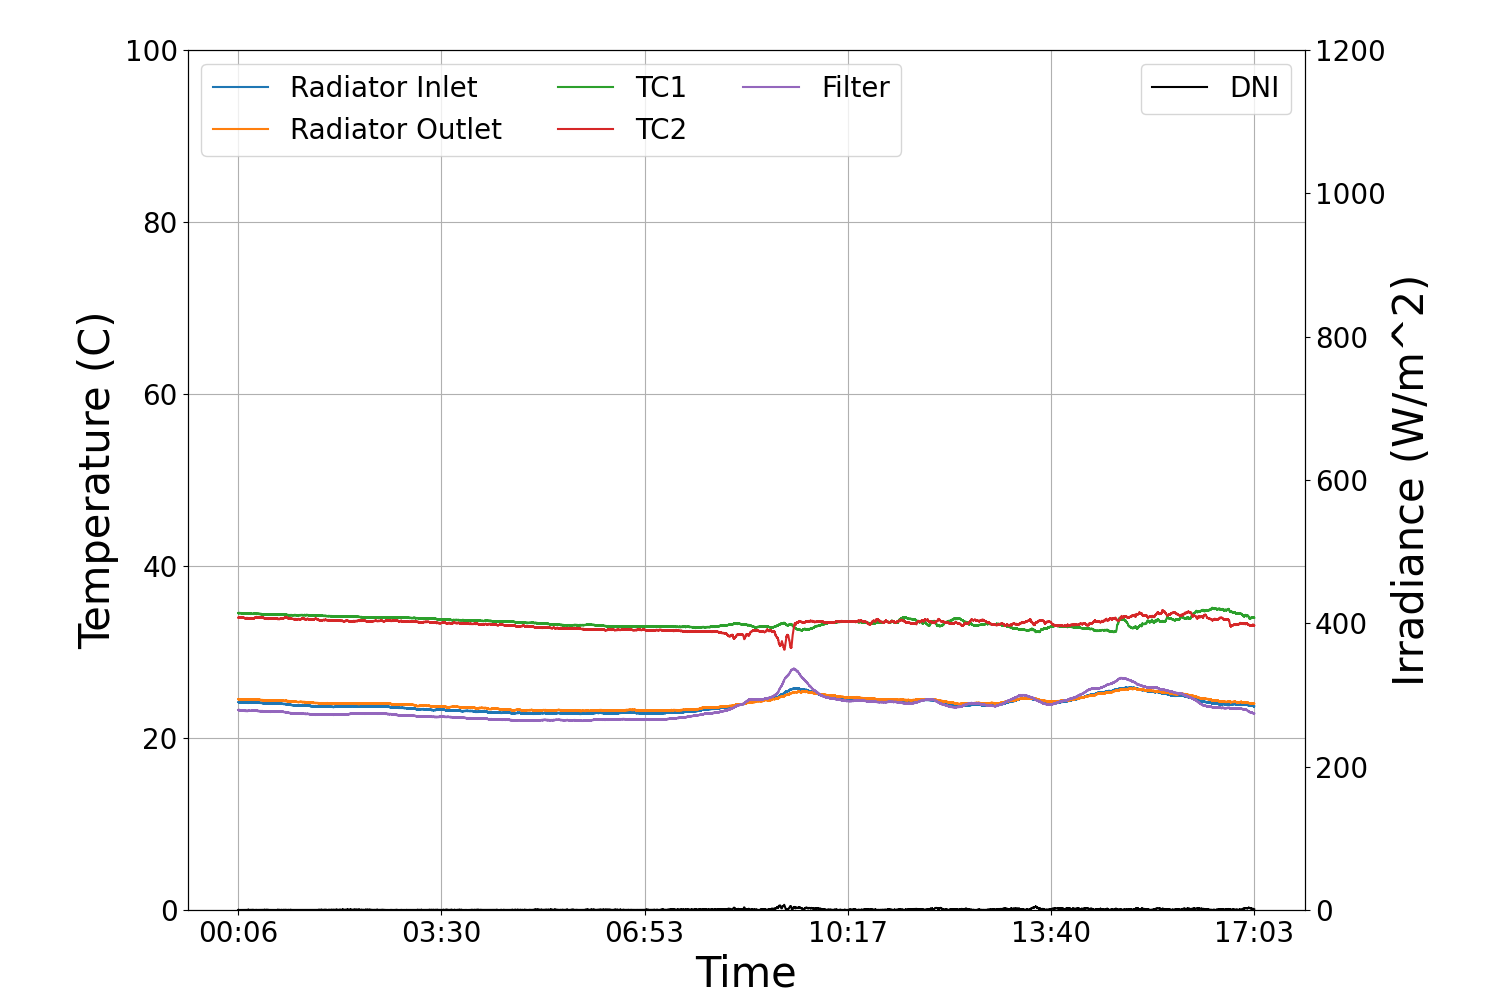 100
80
60
40
20
0
Temperature (C)
Radiator Inlet
Radiator Outlet
TC1
TC2
Filter
DNI
1200
1000
800
600
400
200
0
Irradiance (W/m^2)
00:06 03:30 06:53 10:17 13:40 17:03
Time